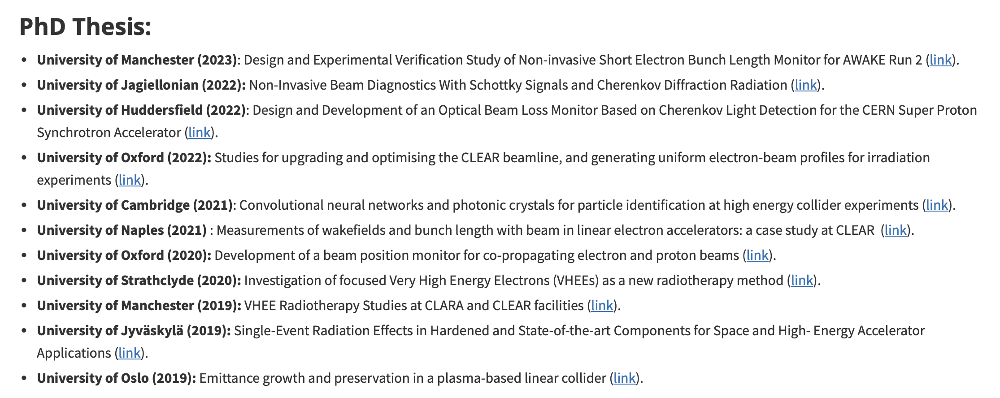 PhD Thesis:
• University of Manchester (2023): Design and Experimental Verification Study of Non-invasive Short Electron Bunch Length Monitor for AWAKE Run 2 (link).
• University of Jagiellonian (2022): Non-Invasive Beam Diagnostics With Schottky Signals and Cherenkov Diffraction Radiation (link).
• University of Huddersfield (2022): Design and Development of an Optical Beam Loss Monitor Based on Cherenkov Light Detection for the CERN Super Proton
Synchrotron Accelerator (link).
• University of Oxford (2022): Studies for upgrading and optimising the CLEAR beamline, and generating uniform electron-beam profiles for irradiation
experiments (link).
• University of Cambridge (2021): Convolutional neural networks and photonic crystals for particle identification at high energy collider experiments (link).
• University of Naples (2021) : Measurements of wakefields and bunch length with beam in linear electron accelerators: a case study at CLEAR  (link).
• University of Oxford (2020): Development of a beam position monitor for co-propagating electron and proton beams (link).
• University of Strathclyde (2020): Investigation of focused Very High Energy Electrons (VHEEs) as a new radiotherapy method (link).
• University of Manchester (2019): VHEE Radiotherapy Studies at CLARA and CLEAR facilities (link).
• University of Jyväskylä (2019): Single-Event Radiation Effects in Hardened and State-of-the-art Components for Space and High- Energy Accelerator
Applications (link).
• University of Oslo (2019): Emittance growth and preservation in a plasma-based linear collider (link).